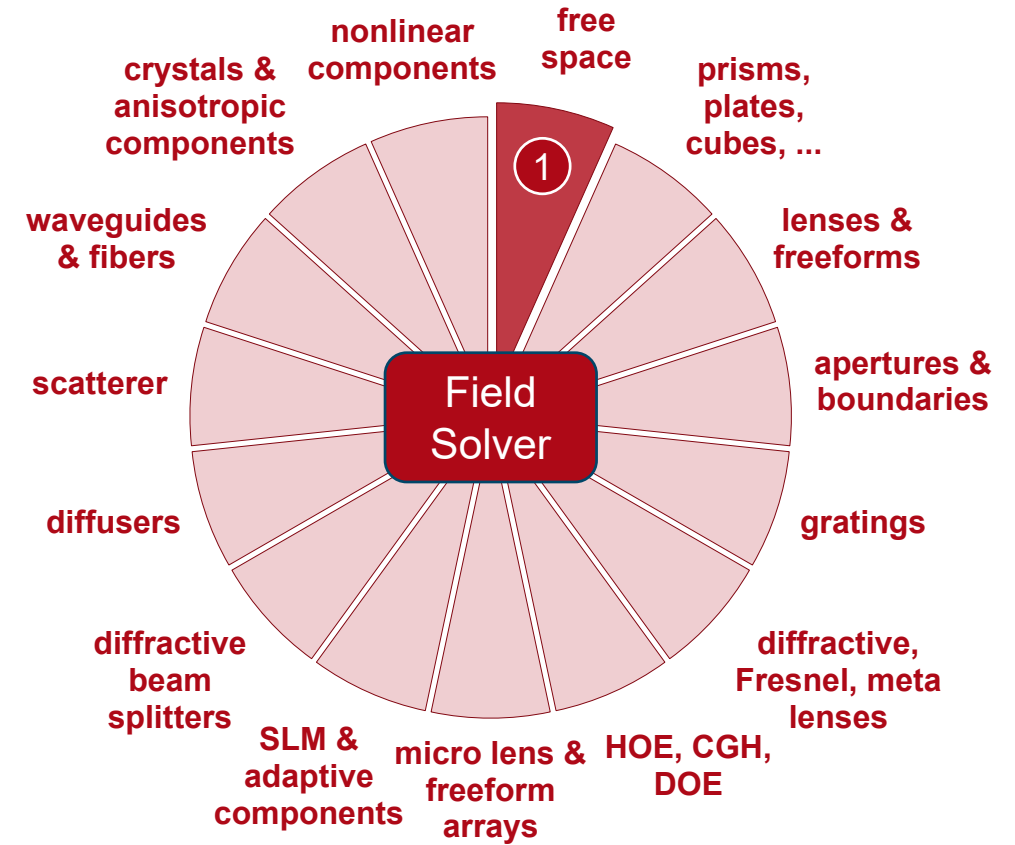 free
space
1
prisms,
plates,
cubes, ...
lenses &
freeforms
apertures &
boundaries
gratings
diffractive,
Fresnel, meta
lenses
HOE, CGH,
DOE
micro lens &
freeform
arrays
SLM &
adaptive
components
diffractive
beam
splitters
diffusers
scatterer
waveguides
& fibers
crystals &
anisotropic
components
nonlinear
components
Field
Solver